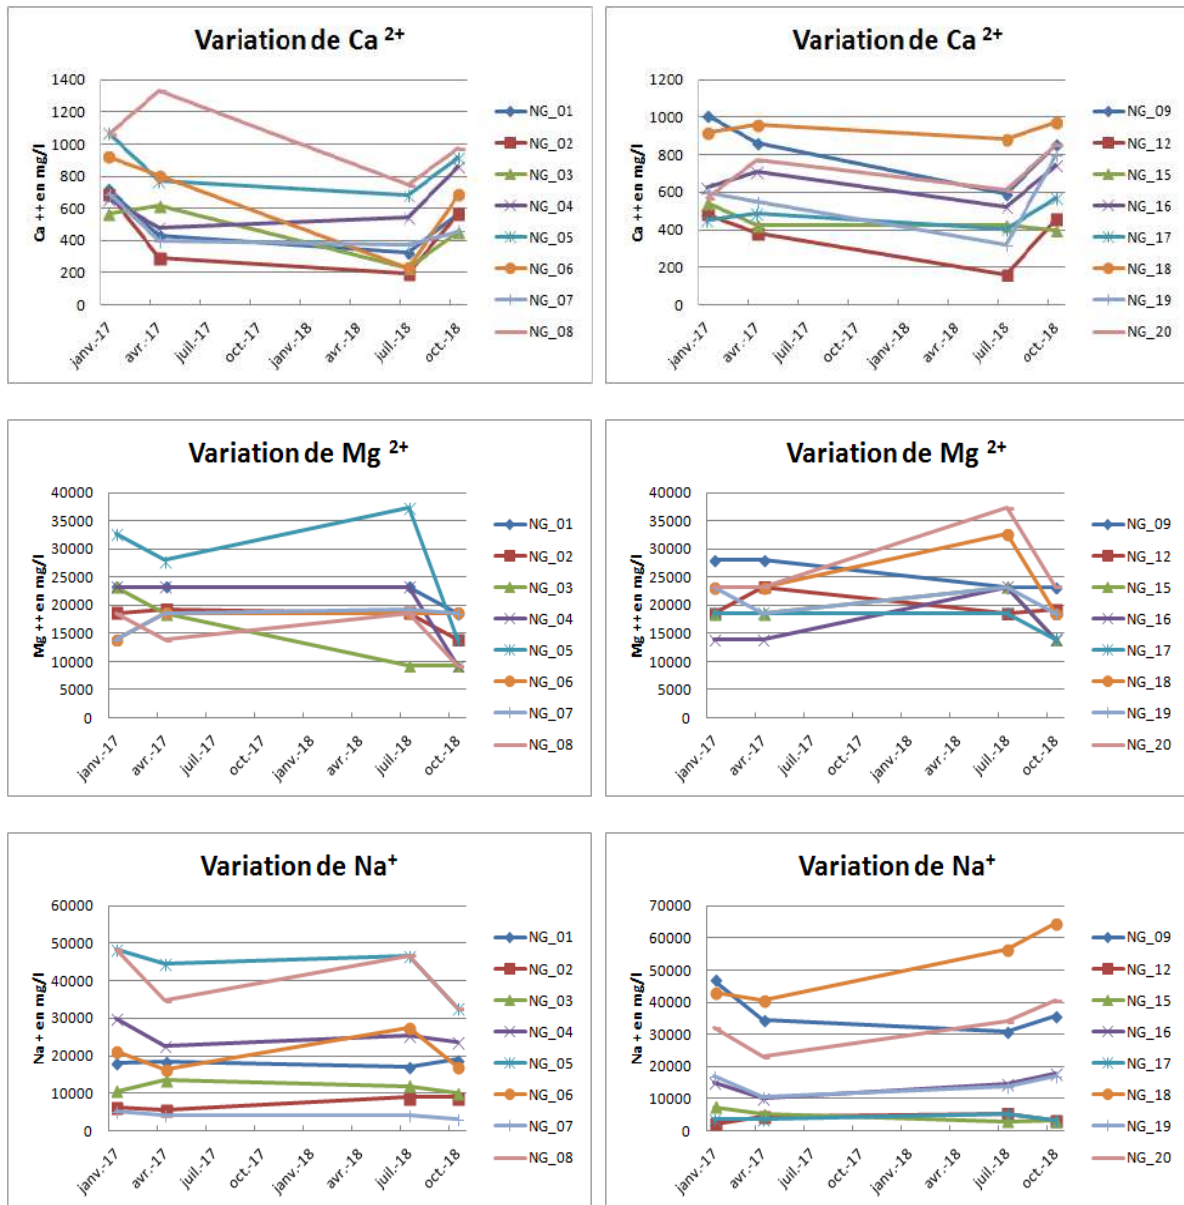 Variation de Ca 2+
Ca ++ en mg/l
1400
1200
1000
800
600
400
200
0
janv.-17
avr.-17
juil.-17
oct.-17
janv.-18
avr.-18
juil.-18
oct.-18
NG_01
NG_02
NG_03
NG_04
NG_05
NG_06
NG_07
NG_08
Variation de Ca 2+
Ca ++ en mg/l
1200
1000
800
600
400
200
0
janv.-17
avr.-17
juil.-17
oct.-17
janv.-18
avr.-18
juil.-18
oct.-18
NG_09
NG_12
NG_15
NG_16
NG_17
NG_18
NG_19
NG_20
Variation de Mg 2+
Mg ++ en mg/l
40000
35000
30000
25000
20000
15000
10000
5000
0
janv.-17
avr.-17
juil.-17
oct.-17
janv.-18
avr.-18
juil.-18
oct.-18
NG_01
NG_02
NG_03
NG_04
NG_05
NG_06
NG_07
NG_08
Variation de Mg 2+
Mg ++ en mg/l
40000
35000
30000
25000
20000
15000
10000
5000
0
janv.-17
avr.-17
juil.-17
oct.-17
janv.-18
avr.-18
juil.-18
oct.-18
NG_09
NG_12
NG_15
NG_16
NG_17
NG_18
NG_19
NG_20
Variation de Na+
Na + en mg/l
60000
50000
40000
30000
20000
10000
0
janv.-17
avr.-17
juil.-17
oct.-17
janv.-18
avr.-18
juil.-18
oct.-18
NG_01
NG_02
NG_03
NG_04
NG_05
NG_06
NG_07
NG_08
Variation de Na+
Na + en mg/l
70000
60000
50000
40000
30000
20000
10000
0
janv.-17
avr.-17
juil.-17
oct.-17
janv.-18
avr.-18
juil.-18
oct.-18
NG_09
NG_12
NG_15
NG_16
NG_17
NG_18
NG_19
NG_20